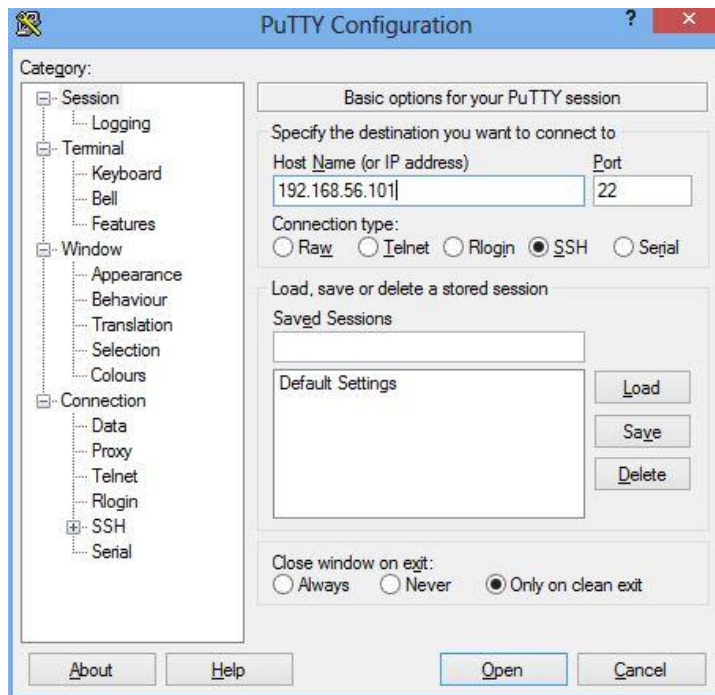 PuTTY Configuration
?
x
Category:
Session
Logging
Terminal
Keyboard
Bell
Features
Window
Appearance
Behaviour
Translation
Selection
Colours
Connection
Data
Proxy
Telnet
Rlogin
SSH
Serial
Basic options for your PuTTY session
Specify the destination you want to connect to
Host Name (or IP address) Port
192.168.56.101 22
Connection type:
Raw Telnet Rlogin SSH Serial
Load, save or delete a stored session
Saved Sessions
Default Settings
Load
Save
Delete
Close window on exit:
Always Never Only on clean exit
About Help Open Cancel